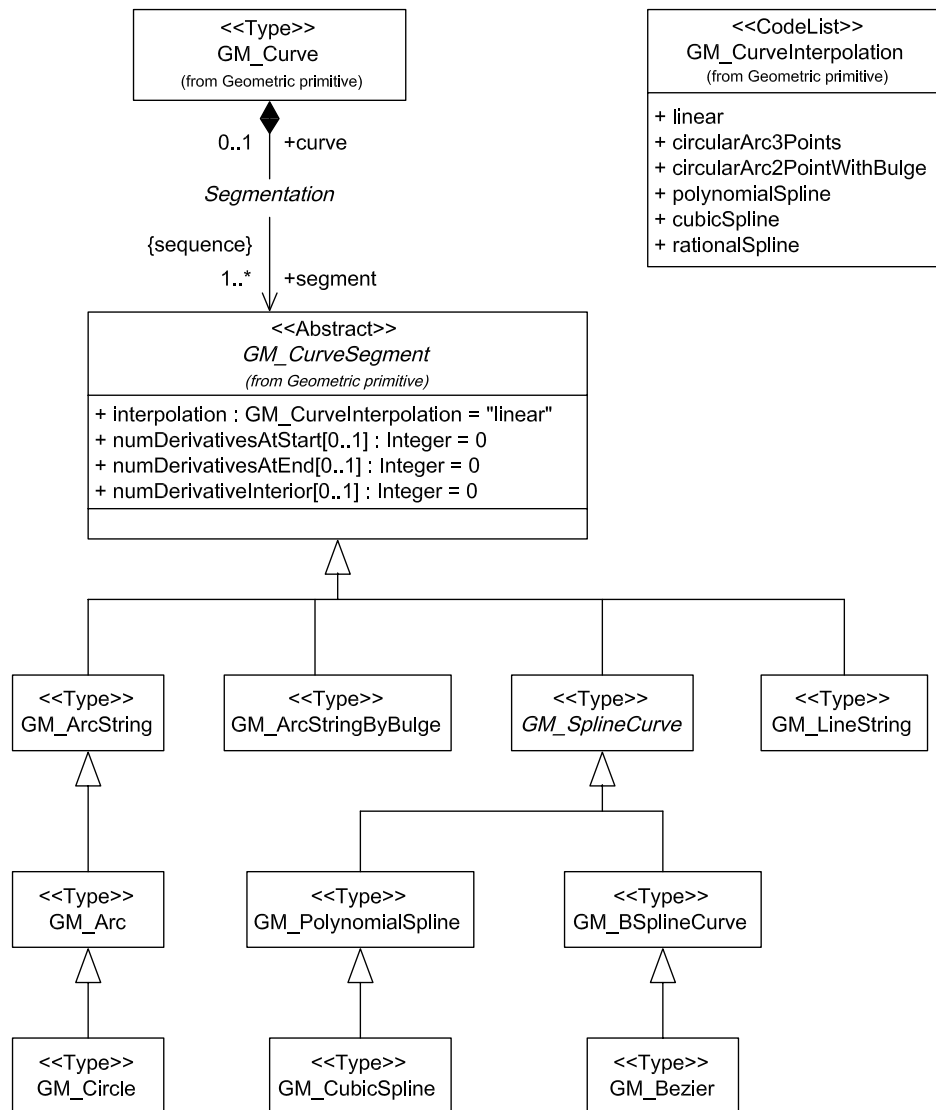 <<Type>>
GM_Curve
(from Geometric primitive)
<<CodeList>>
GM_CurveInterpolation
(from Geometric primitive)
+ linear
+ circularArc3Points
+ circularArc2PointWithBulge
+ polynomialSpline
+ cubicSpline
+ rationalSpline
0..1
+curve
Segmentation
{sequence}
1..*
+segment
<<Abstract>>
GM_CurveSegment
(from Geometric primitive)
+ interpolation : GM_CurveInterpolation = "linear"
+ numDerivativesAtStart[0..1] : Integer = 0
+ numDerivativesAtEnd[0..1] : Integer = 0
+ numDerivativeInterior[0..1] : Integer = 0
<<Type>>
GM_ArcString
<<Type>>
GM_ArcStringByBulge
<<Type>>
GM_SplineCurve
<<Type>>
GM_LineString
<<Type>>
GM_Arc
<<Type>>
GM_PolynomialSpline
<<Type>>
GM_BSplineCurve
<<Type>>
GM_Circle
<<Type>>
GM_CubicSpline
<<Type>>
GM_Bezier